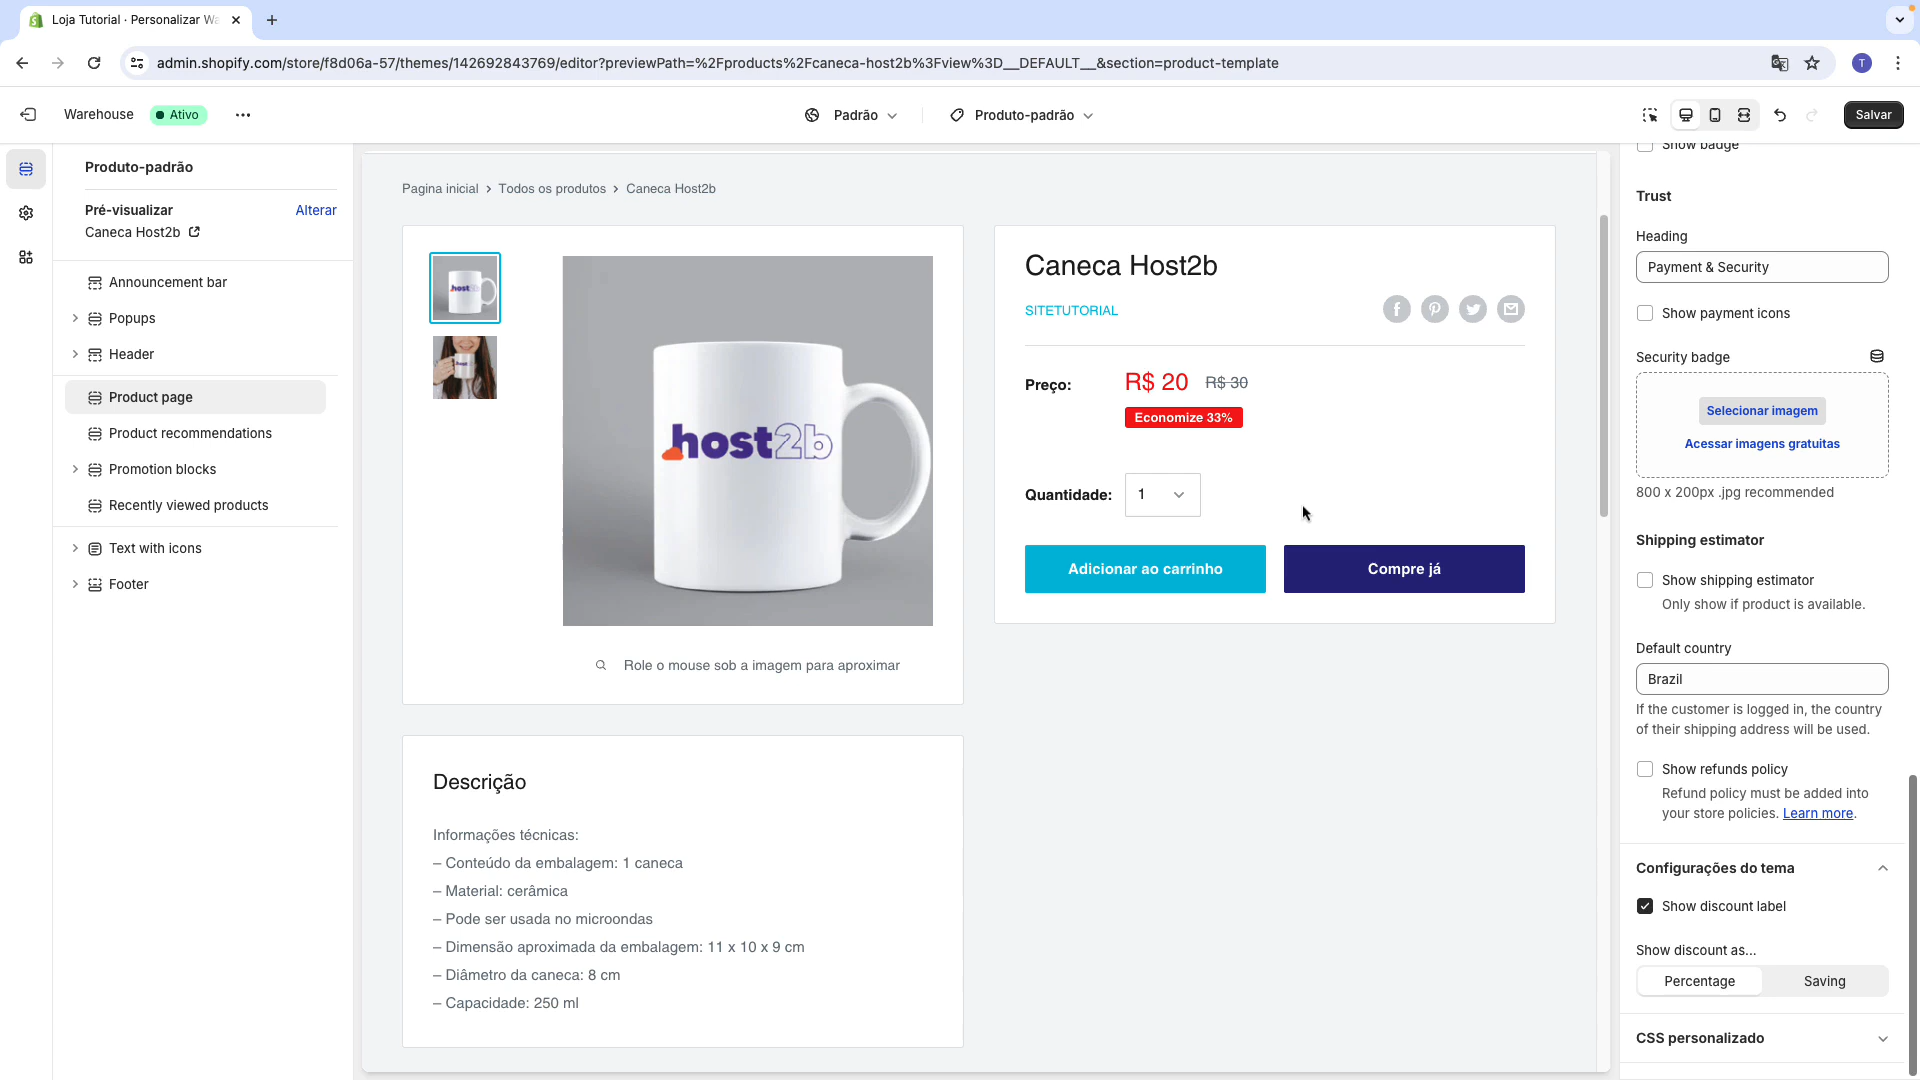 Loja Tutorial · Personalizar Wa
admin.shopify.com/store/f8d06a-57/themes/142692843769/editor?previewPath=%2Fproducts%2Fcaneca-host2b%3Fview%3D__DEFAULT__&section=product-template
T
Warehouse
Ativo
Padrão
Produto-padrão
Salvar
Produto-padrão
Pré-visualizar
Alterar
Caneca Host2b
Announcement bar
Popups
Header
Product page
Product recommendations
Promotion blocks
Recently viewed products
Text with icons
Footer
Pagina inicial > Todos os produtos > Caneca Host2b
host2b
host2b
Role o mouse sob a imagem para aproximar
Caneca Host2b
SITETUTORIAL
Preço: R$ 20 R$ 30
Economize 33%
Quantidade: 1
Adicionar ao carrinho
Compre já
Descrição
Informações técnicas:
– Conteúdo da embalagem: 1 caneca
– Material: cerâmica
– Pode ser usada no microondas
– Dimensão aproximada da embalagem: 11 x 10 x 9 cm
– Diâmetro da caneca: 8 cm
– Capacidade: 250 ml
Show badge
Trust
Heading
Payment & Security
Show payment icons
Security badge
Selecionar imagem
Acessar imagens gratuitas
800 x 200px .jpg recommended
Shipping estimator
Show shipping estimator
Only show if product is available.
Default country
Brazil
If the customer is logged in, the country
of their shipping address will be used.
Show refunds policy
Refund policy must be added into
your store policies. Learn more.
Configurações do tema
Show discount label
Show discount as...
Percentage
Saving
CSS personalizado